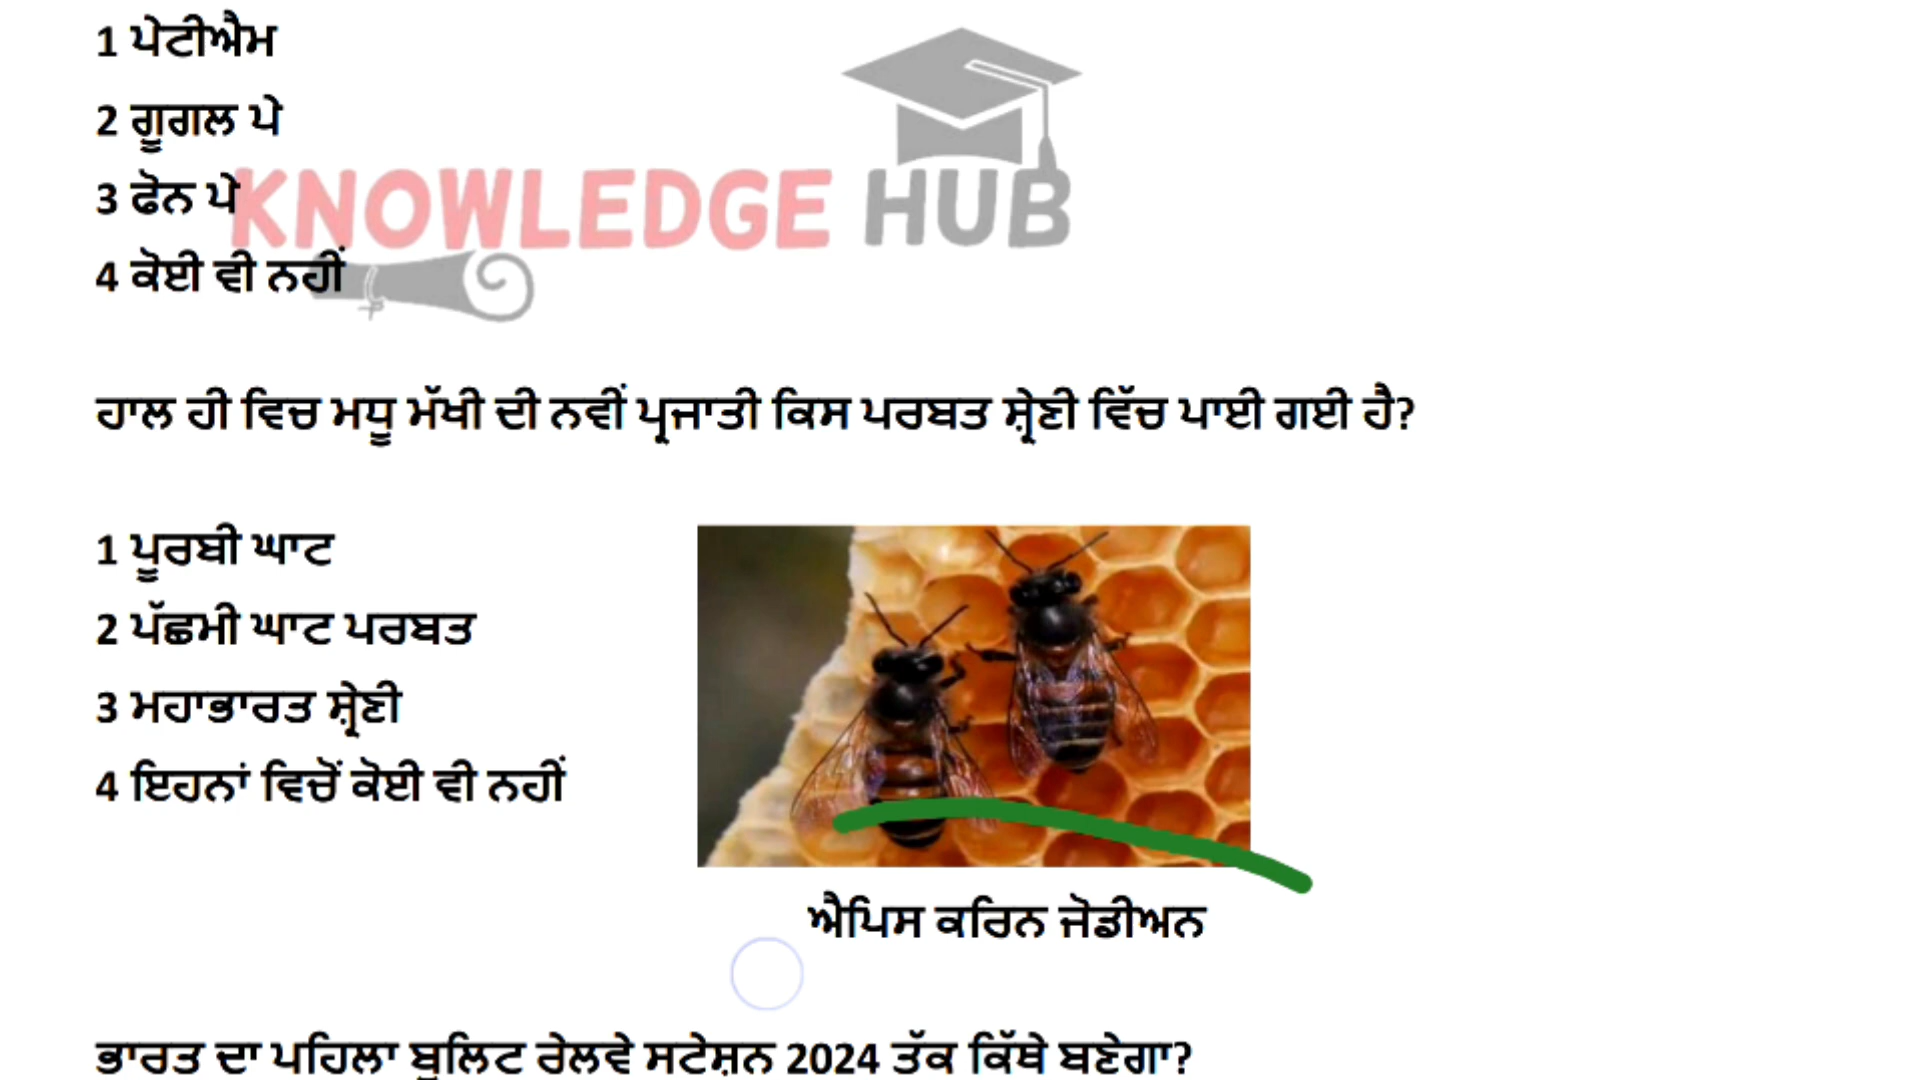 1 ਪੇਟੀਐਮ
2 ਗੂਗਲ ਪੇ
3 ਫੋਨ ਪੇ
KNOWLEDGE HUB
4 ਕੋਈ ਵੀ ਨਹੀਂ
ਹਾਲ ਹੀ ਵਿਚ ਮਧੂ ਮੱਖੀ ਦੀ ਨਵੀਂ ਪ੍ਰਜਾਤੀ ਕਿਸ ਪਰਬਤ ਸ਼੍ਰੇਣੀ ਵਿੱਚ ਪਾਈ ਗਈ ਹੈ?
1 ਪੂਰਬੀ ਘਾਟ
2 ਪੱਛਮੀ ਘਾਟ ਪਰਬਤ
3 ਮਹਾਭਾਰਤ ਸ਼੍ਰੇਣੀ
4 ਇਹਨਾਂ ਵਿਚੋਂ ਕੋਈ ਵੀ ਨਹੀਂ
ਐਪਿਸ ਕਰਿਨ ਜੋਡੀਅਨ
ਭਾਰਤ ਦਾ ਪਹਿਲਾ ਬੁਲਿਟ ਰੇਲਵੇ ਸਟੇਸ਼ਨ 2024 ਤੱਕ ਕਿੱਥੇ ਬਣੇਗਾ?